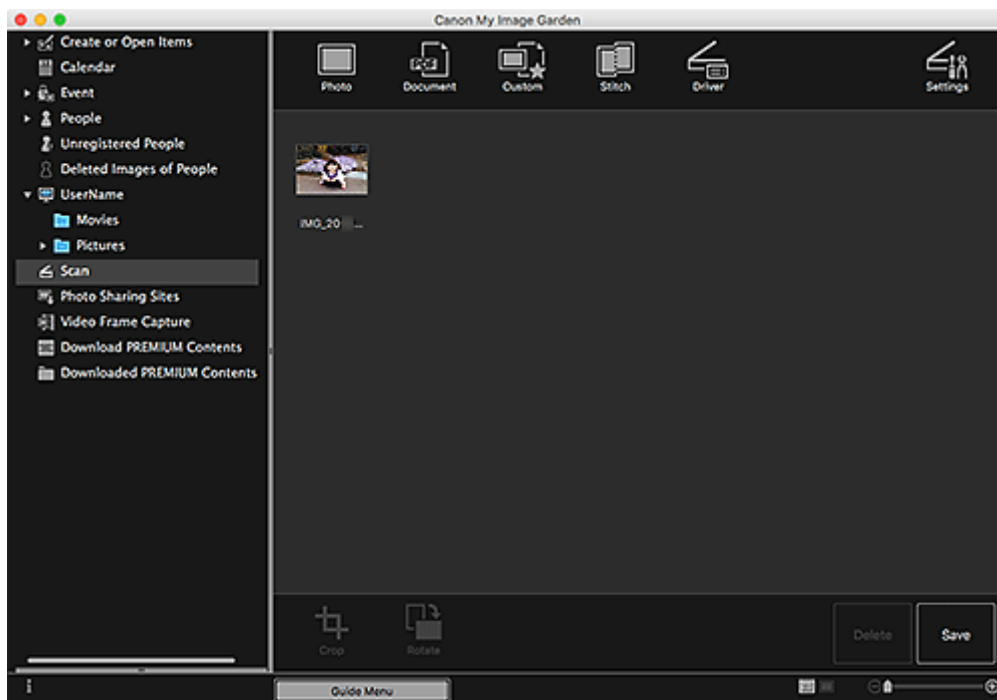 Canon My Image Garden
Create or Open Items
Calendar
Event
People
Unregistered People
Deleted Images of People
UserName
Movies
Pictures
Scan
Photo Sharing Sites
Video Frame Capture
Download PREMIUM Contents
Downloaded PREMIUM Contents
PDF
Photo Document Custom Stitch Driver Settings
IMG_20 ...
Crop Rotate Delete Save
Guide Menu